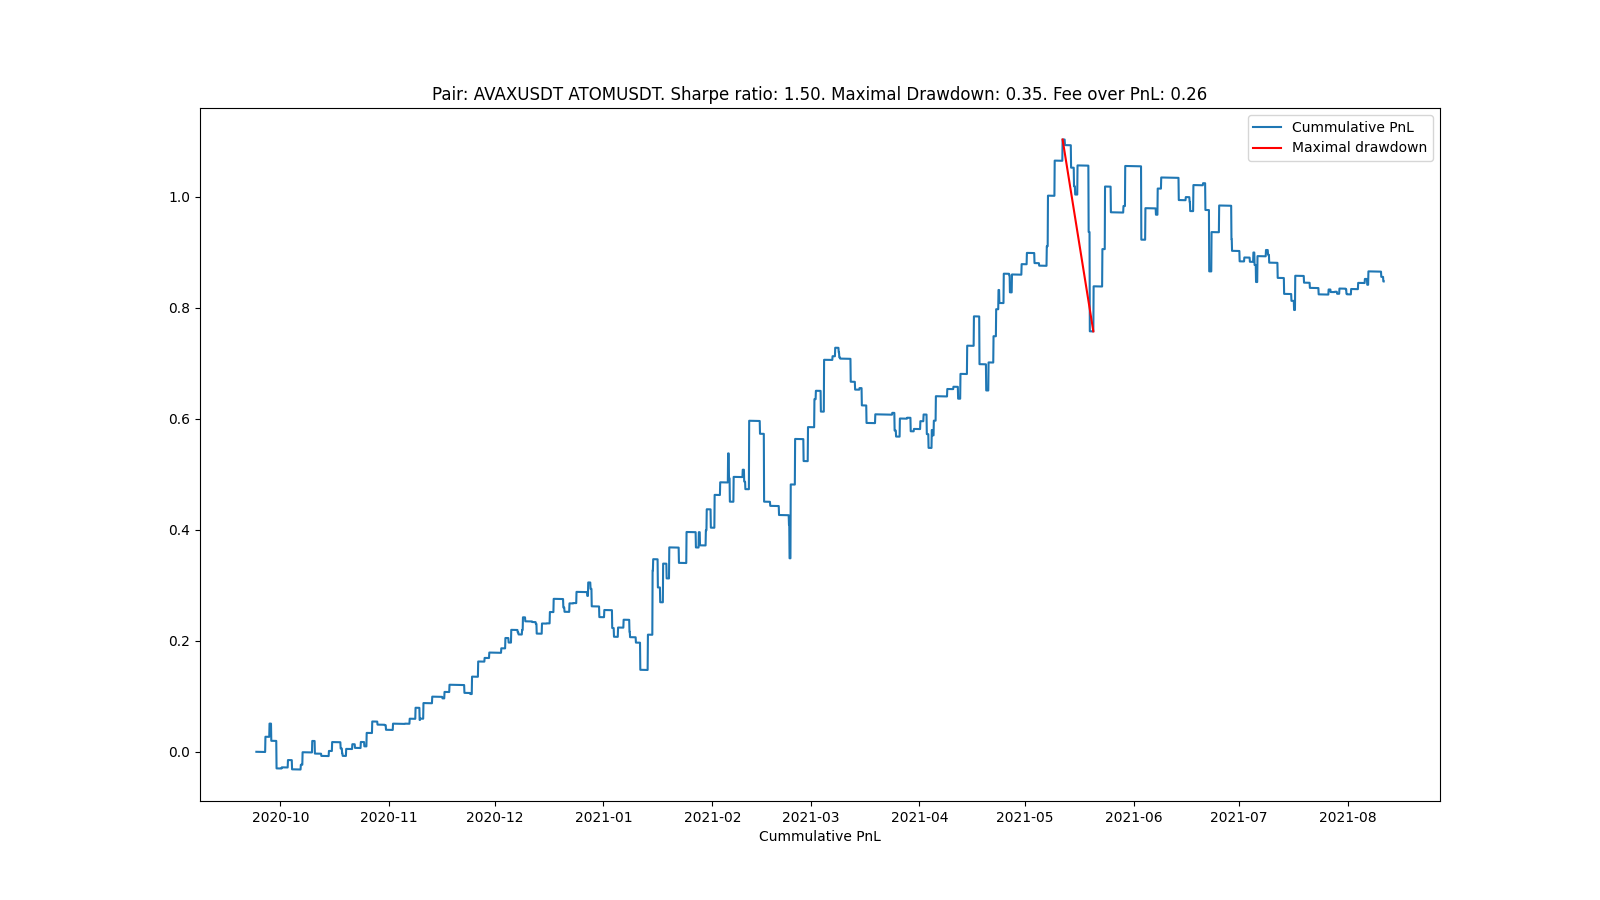 Pair: AVAXUSDT ATOMUSDT. Sharpe ratio: 1.50. Maximal Drawdown: 0.35. Fee over PnL: 0.26
Cummulative PnL
Maximal drawdown
1.0
0.8
0.6
0.4
0.2
0.0
2020-10 2020-11 2020-12 2021-01 2021-02 2021-03 2021-04 2021-05 2021-06 2021-07 2021-08
Cummulative PnL